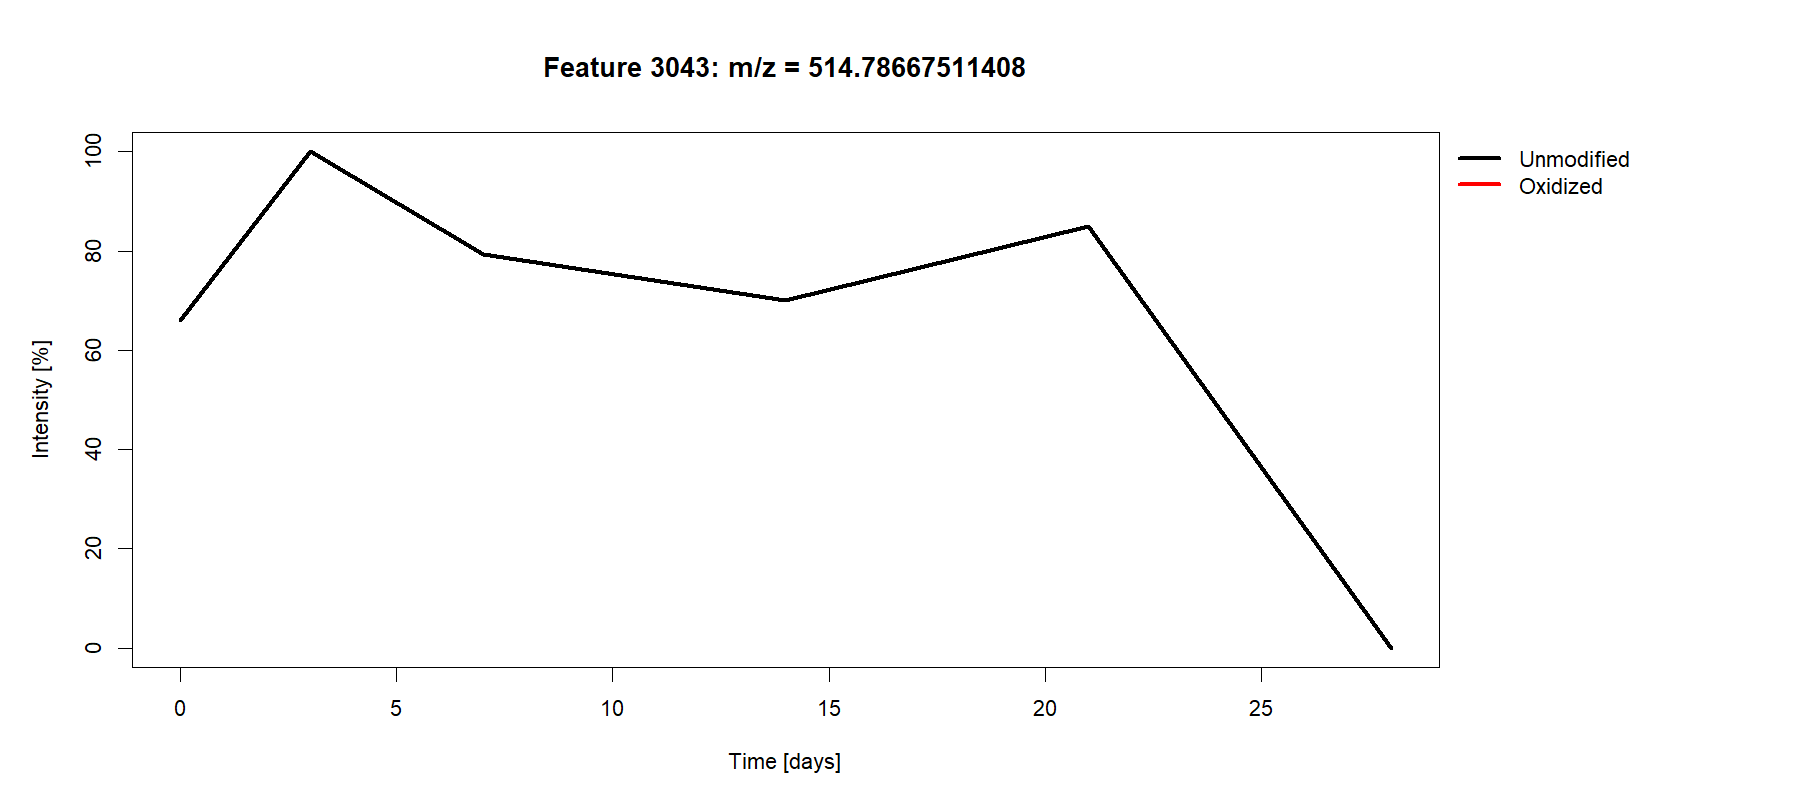 Feature 3043: m/z = 514.78667511408
Unmodified
Oxidized
Intensity [%]
100
80
60
40
20
0
0 5 10 15 20 25
Time [days]